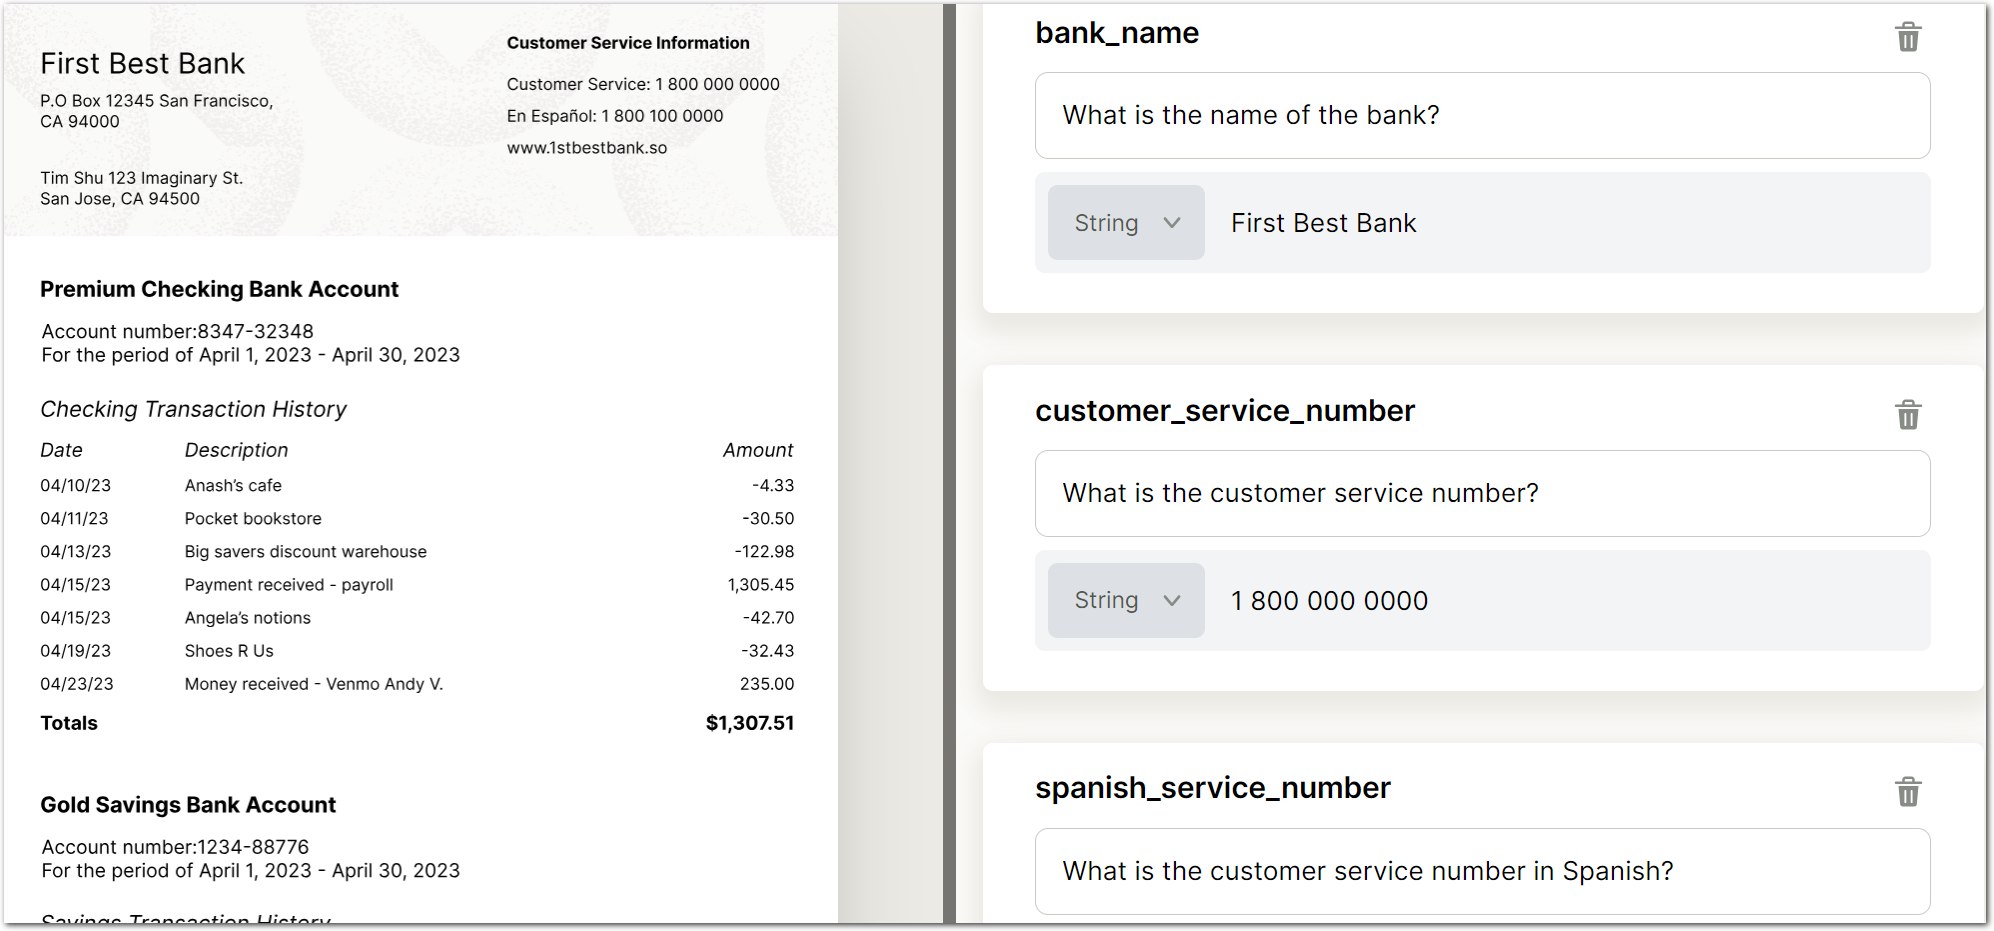 First Best Bank
P.O Box 12345 San Francisco,
CA 94000
Tim Shu 123 Imaginary St.
San Jose, CA 94500
Customer Service Information
Customer Service: 1 800 000 0000
En Español: 1 800 100 0000
www.1stbestbank.so
Premium Checking Bank Account
Account number:8347-32348
For the period of April 1, 2023 - April 30, 2023
Checking Transaction History
Date Description Amount
04/10/23 Anash’s cafe -4.33
04/11/23 Pocket bookstore -30.50
04/13/23 Big savers discount warehouse -122.98
04/15/23 Payment received - payroll 1,305.45
04/15/23 Angela’s notions -42.70
04/19/23 Shoes R Us -32.43
04/23/23 Money received - Venmo Andy V. 235.00
Totals $1,307.51
Gold Savings Bank Account
Account number:1234-88776
For the period of April 1, 2023 - April 30, 2023
Savings Transaction History
bank_name
What is the name of the bank?
String First Best Bank
customer_service_number
What is the customer service number?
String 1 800 000 0000
spanish_service_number
What is the customer service number in Spanish?